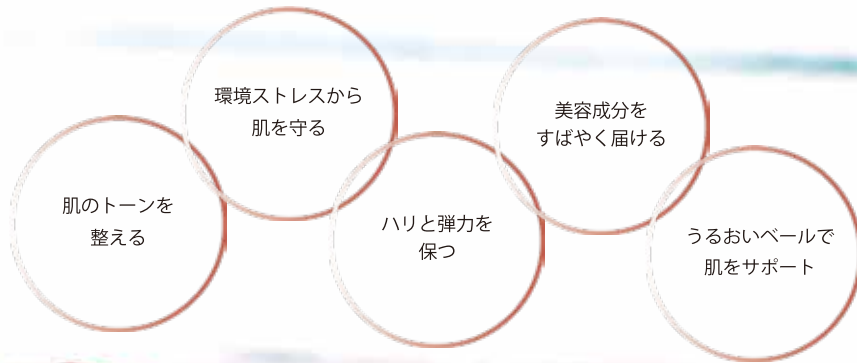 肌のトーンを
整える
環境ストレスから
肌を守る
ハリと弾力を
保つ
美容成分を
すばやく届ける
うるおいベールで
肌をサポート